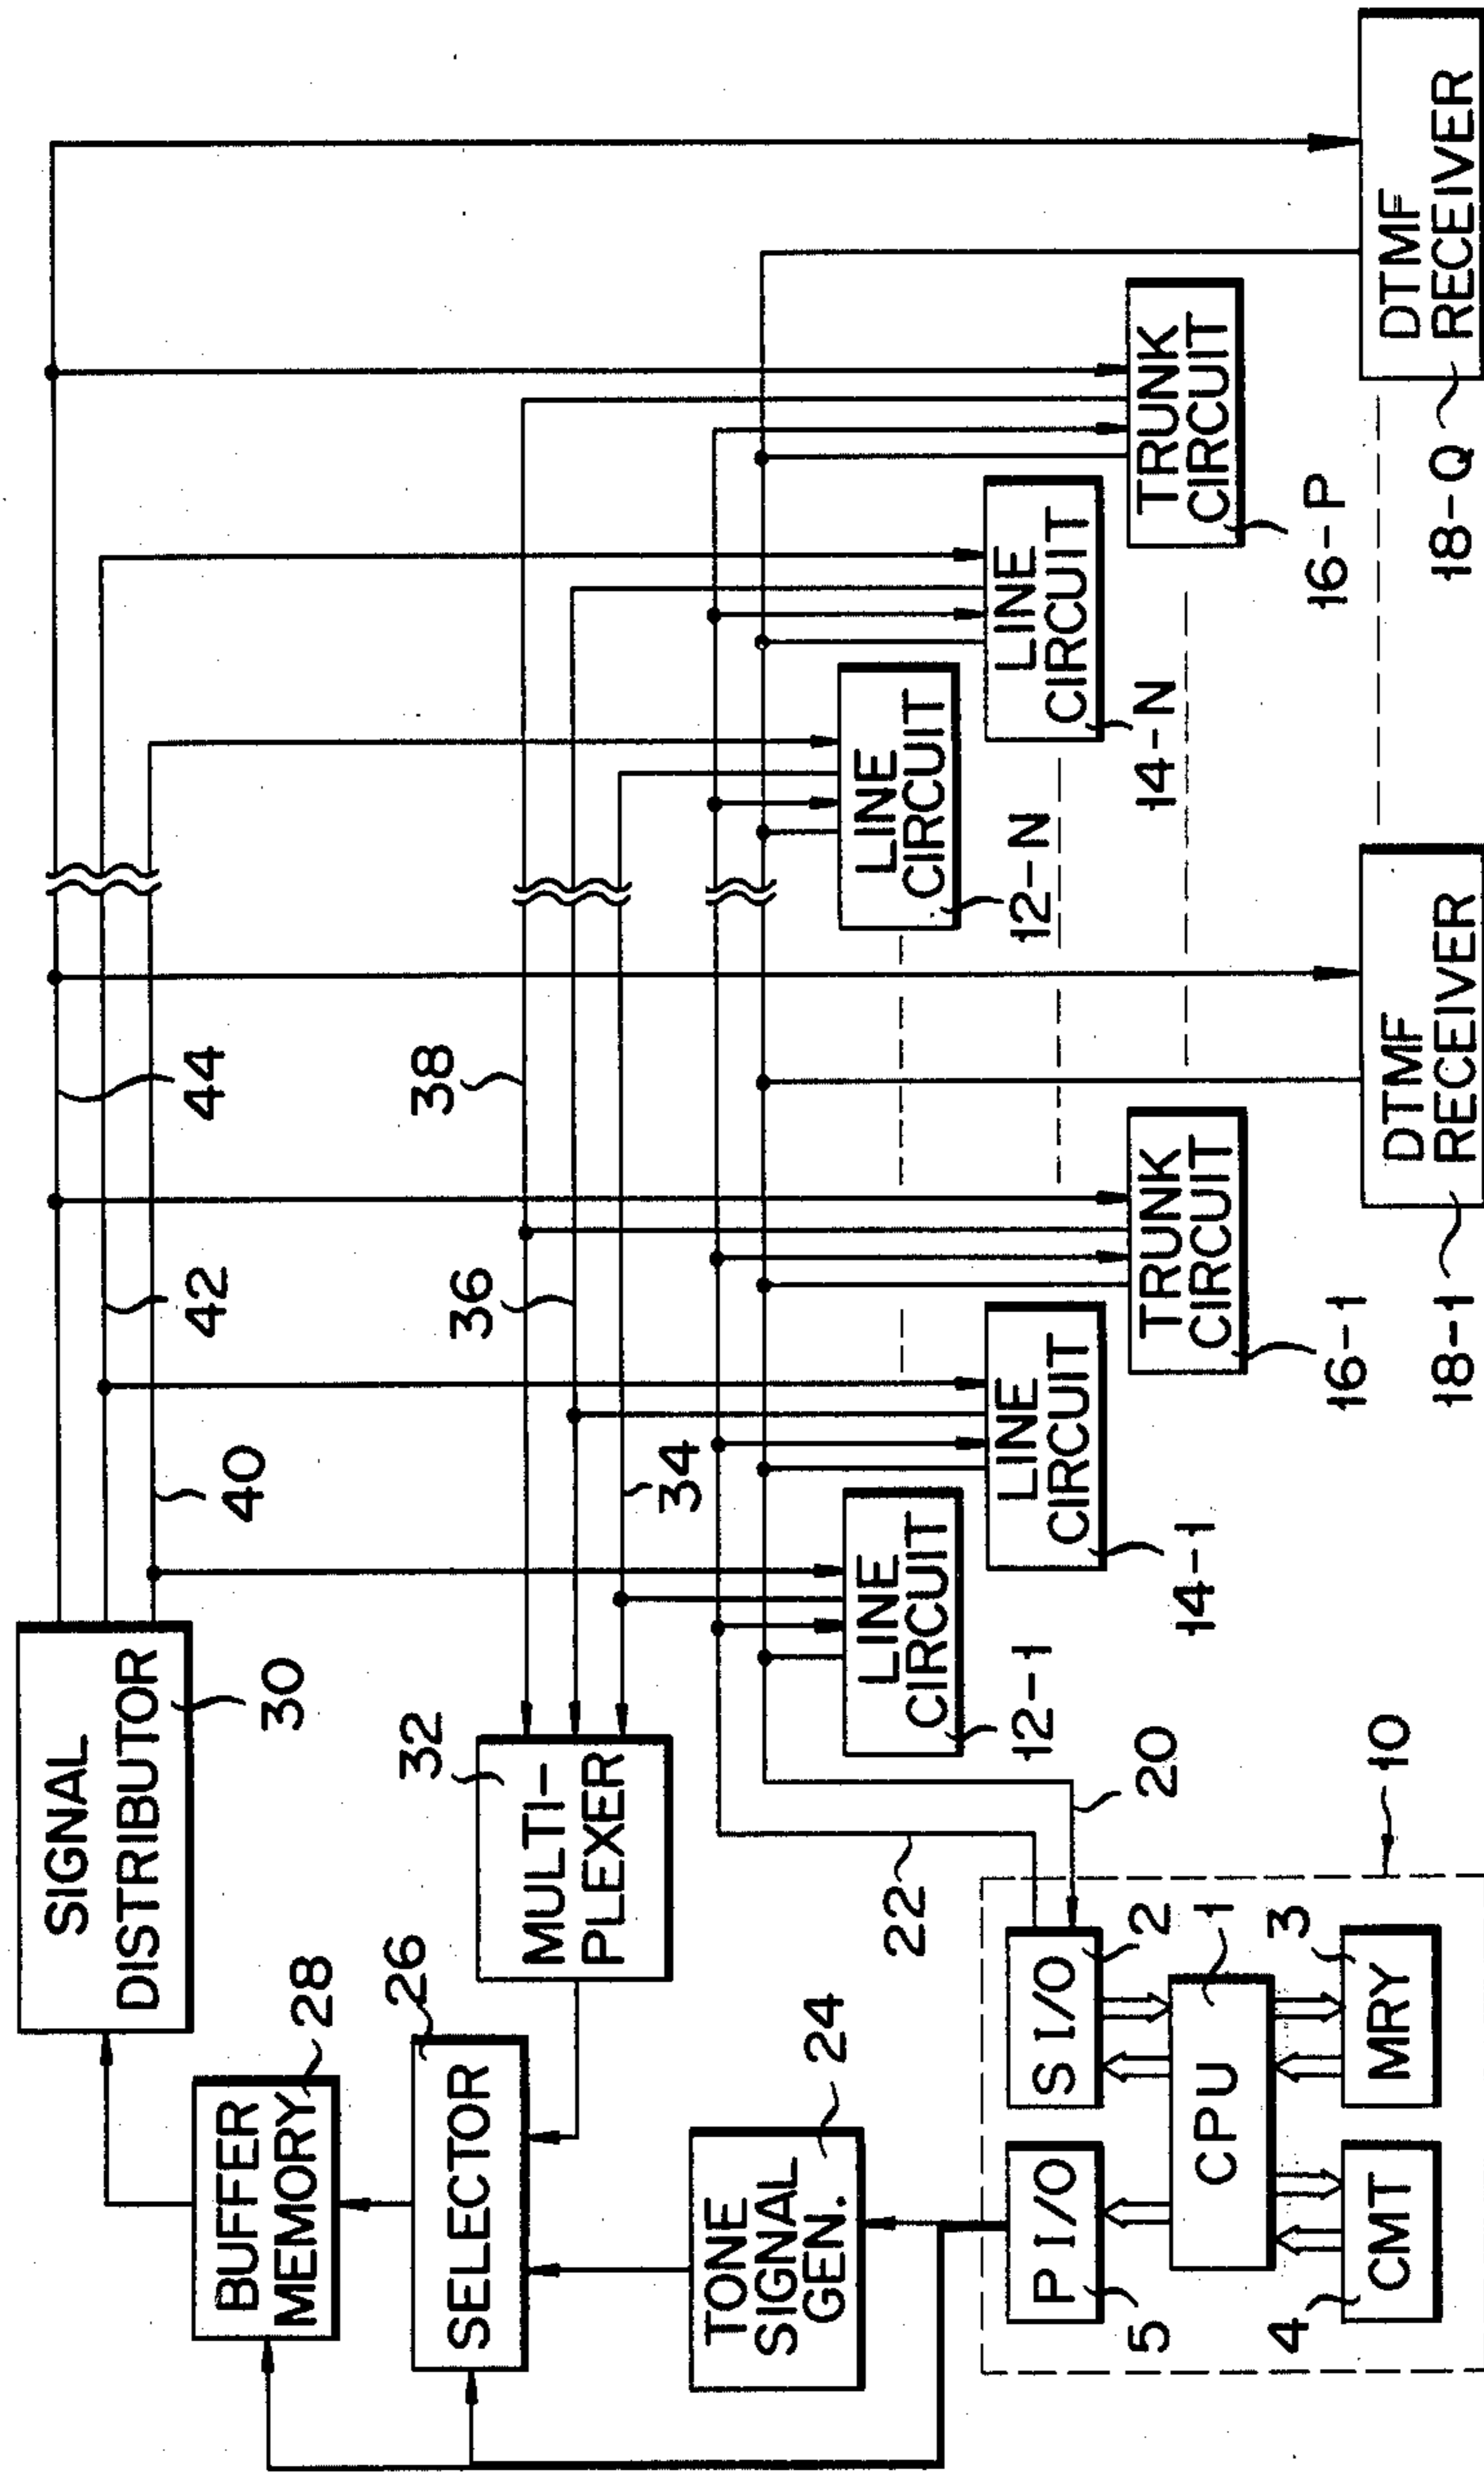 SIGNAL
DISTRIBUTOR
30
BUFFER
MEMORY
28
SELECTOR
26
MULTI-
PLEXER
32
TONE
SIGNAL
GEN.
24
44
42
40
38
36
34
22
20
10
P I/O
5
S I/O
2
CPU
1
CMT
4
MRY
3
LINE
CIRCUIT
12-1
LINE
CIRCUIT
14-1
TRUNK
CIRCUIT
16-1
DTMF
RECEIVER
18-1
LINE
CIRCUIT
12-N
LINE
CIRCUIT
14-N
TRUNK
CIRCUIT
16-P
DTMF
RECEIVER
18-Q